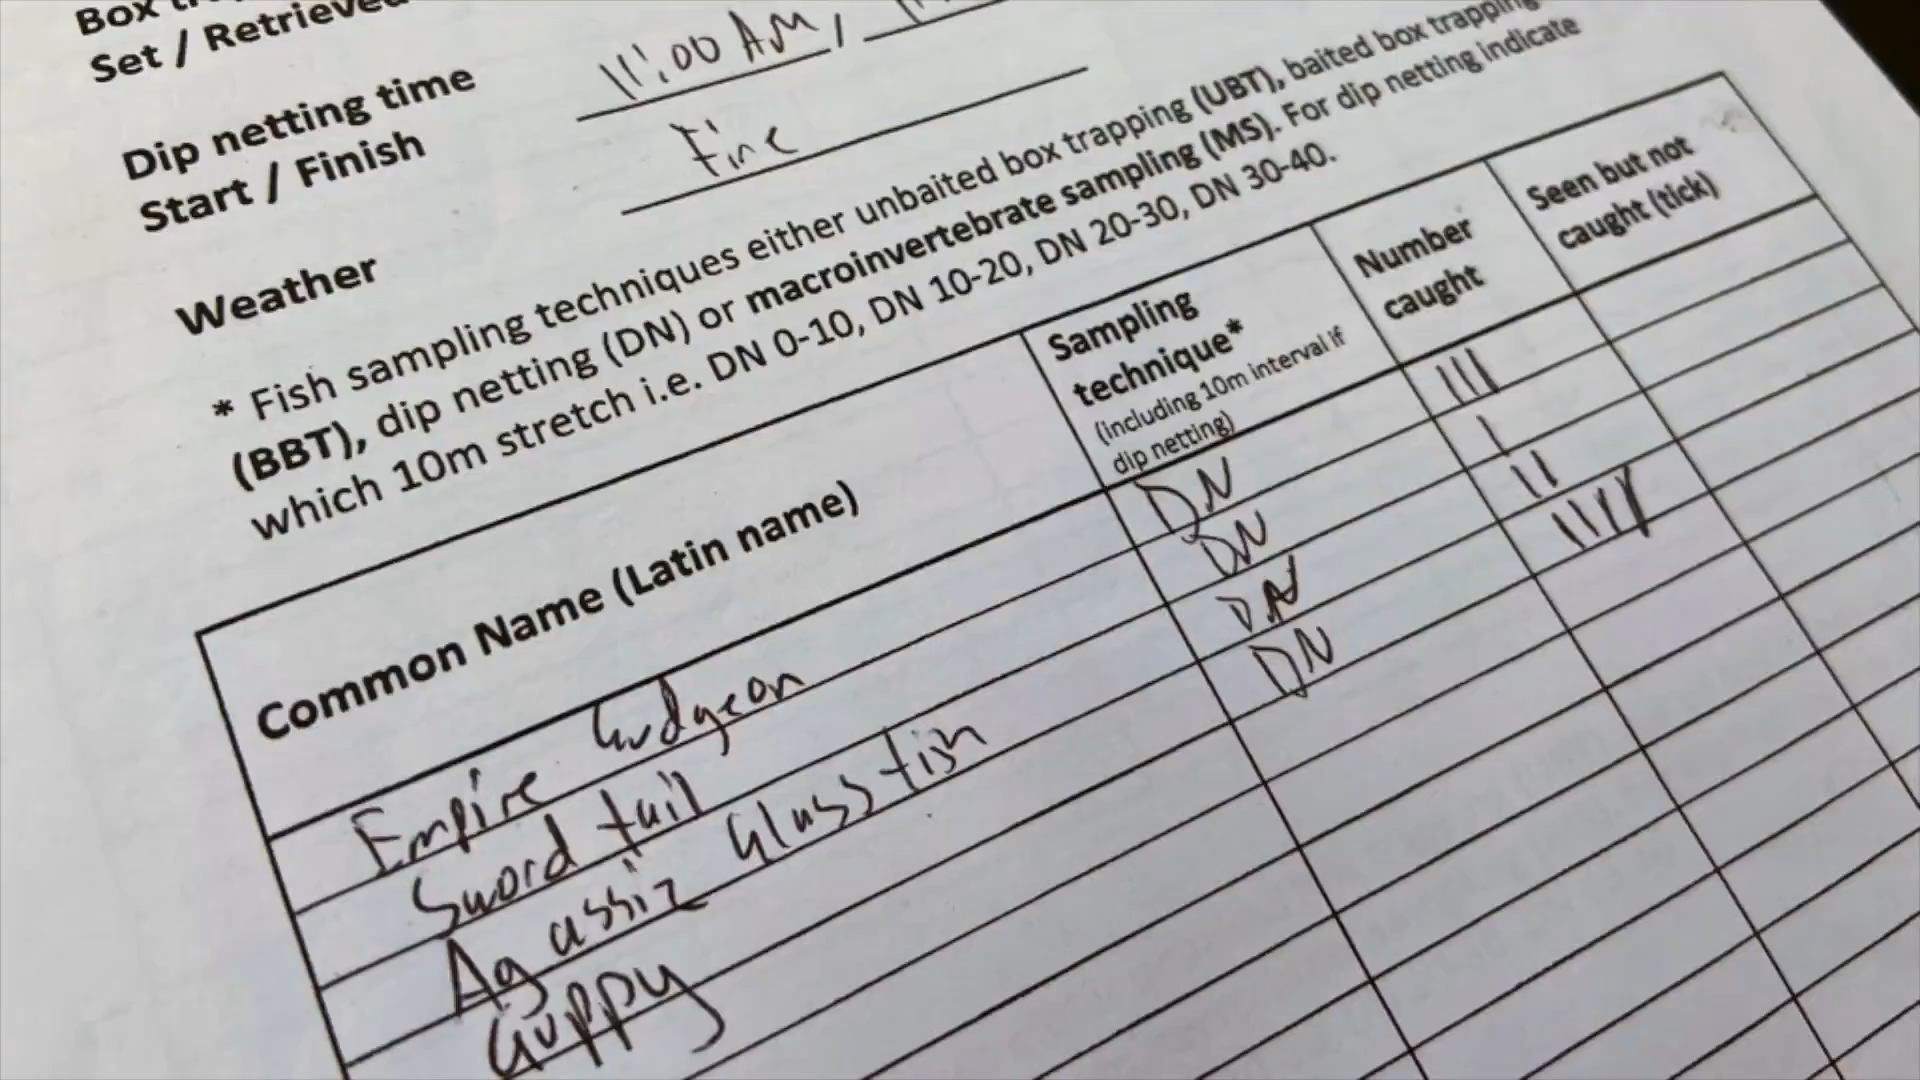 Box
Set / Retrieved
Dip netting time
Start / Finish
11:00 AM, 
Weather
Fine
* Fish sampling techniques either unbaited box trapping (UBT), baited box trapping
(BBT), dip netting (DN) or macroinvertebrate sampling (MS). For dip netting indicate
which 10m stretch i.e. DN 0-10, DN 10-20, DN 20-30, DN 30-40.
Common Name (Latin name)
Sampling
technique*
(including 10m interval if
dip netting)
Number
caught
Seen but not
caught (tick)
Empire Gudgeon DN III
Sword tail DN I
Agassiz Glassfish DN II
Guppy DN IIII